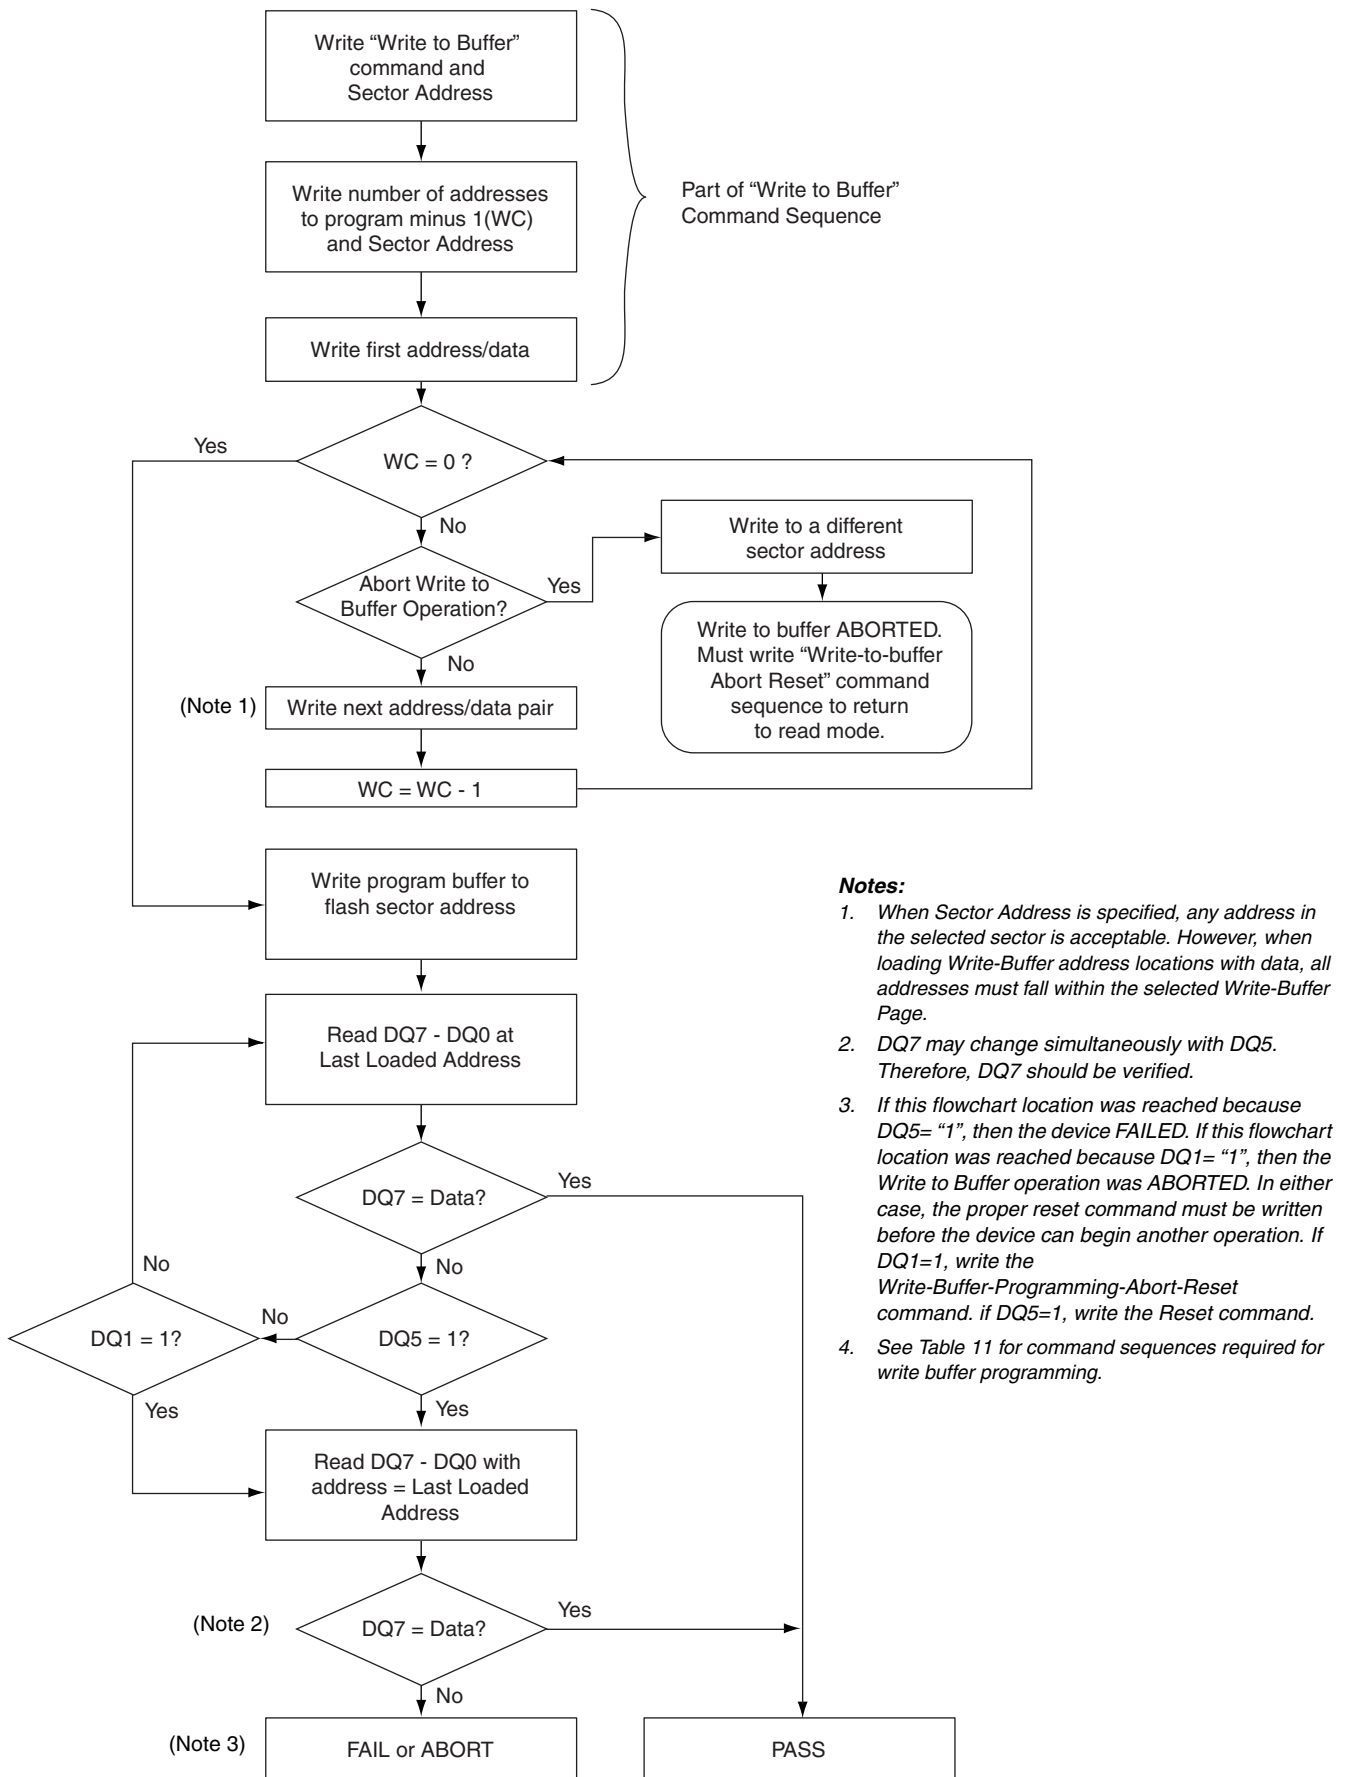 Write “Write to Buffer”
command and
Sector Address
Write number of addresses
to program minus 1(WC)
and Sector Address
Part of “Write to Buffer”
Command Sequence
Write first address/data
Yes
WC = 0 ?
No
Write to a different
sector address
Abort Write to
Buffer Operation?
Yes
Write to buffer ABORTED.
Must write “Write-to-buffer
Abort Reset” command
sequence to return
to read mode.
No
(Note 1)
Write next address/data pair
WC = WC - 1
Write program buffer to
flash sector address
Notes:
1. When Sector Address is specified, any address in
the selected sector is acceptable. However, when
loading Write-Buffer address locations with data, all
addresses must fall within the selected Write-Buffer
Page.
2. DQ7 may change simultaneously with DQ5.
Therefore, DQ7 should be verified.
3. If this flowchart location was reached because
DQ5= “1”, then the device FAILED. If this flowchart
location was reached because DQ1= “1”, then the
Write to Buffer operation was ABORTED. In either
case, the proper reset command must be written
before the device can begin another operation. If
DQ1=1, write the
Write-Buffer-Programming-Abort-Reset
command. if DQ5=1, write the Reset command.
4. See Table 11 for command sequences required for
write buffer programming.
Read DQ7 - DQ0 at
Last Loaded Address
DQ7 = Data?
Yes
No
No
DQ1 = 1?
No
DQ5 = 1?
Yes
Yes
Read DQ7 - DQ0 with
address = Last Loaded
Address
(Note 2)
DQ7 = Data?
Yes
No
(Note 3)
FAIL or ABORT
PASS